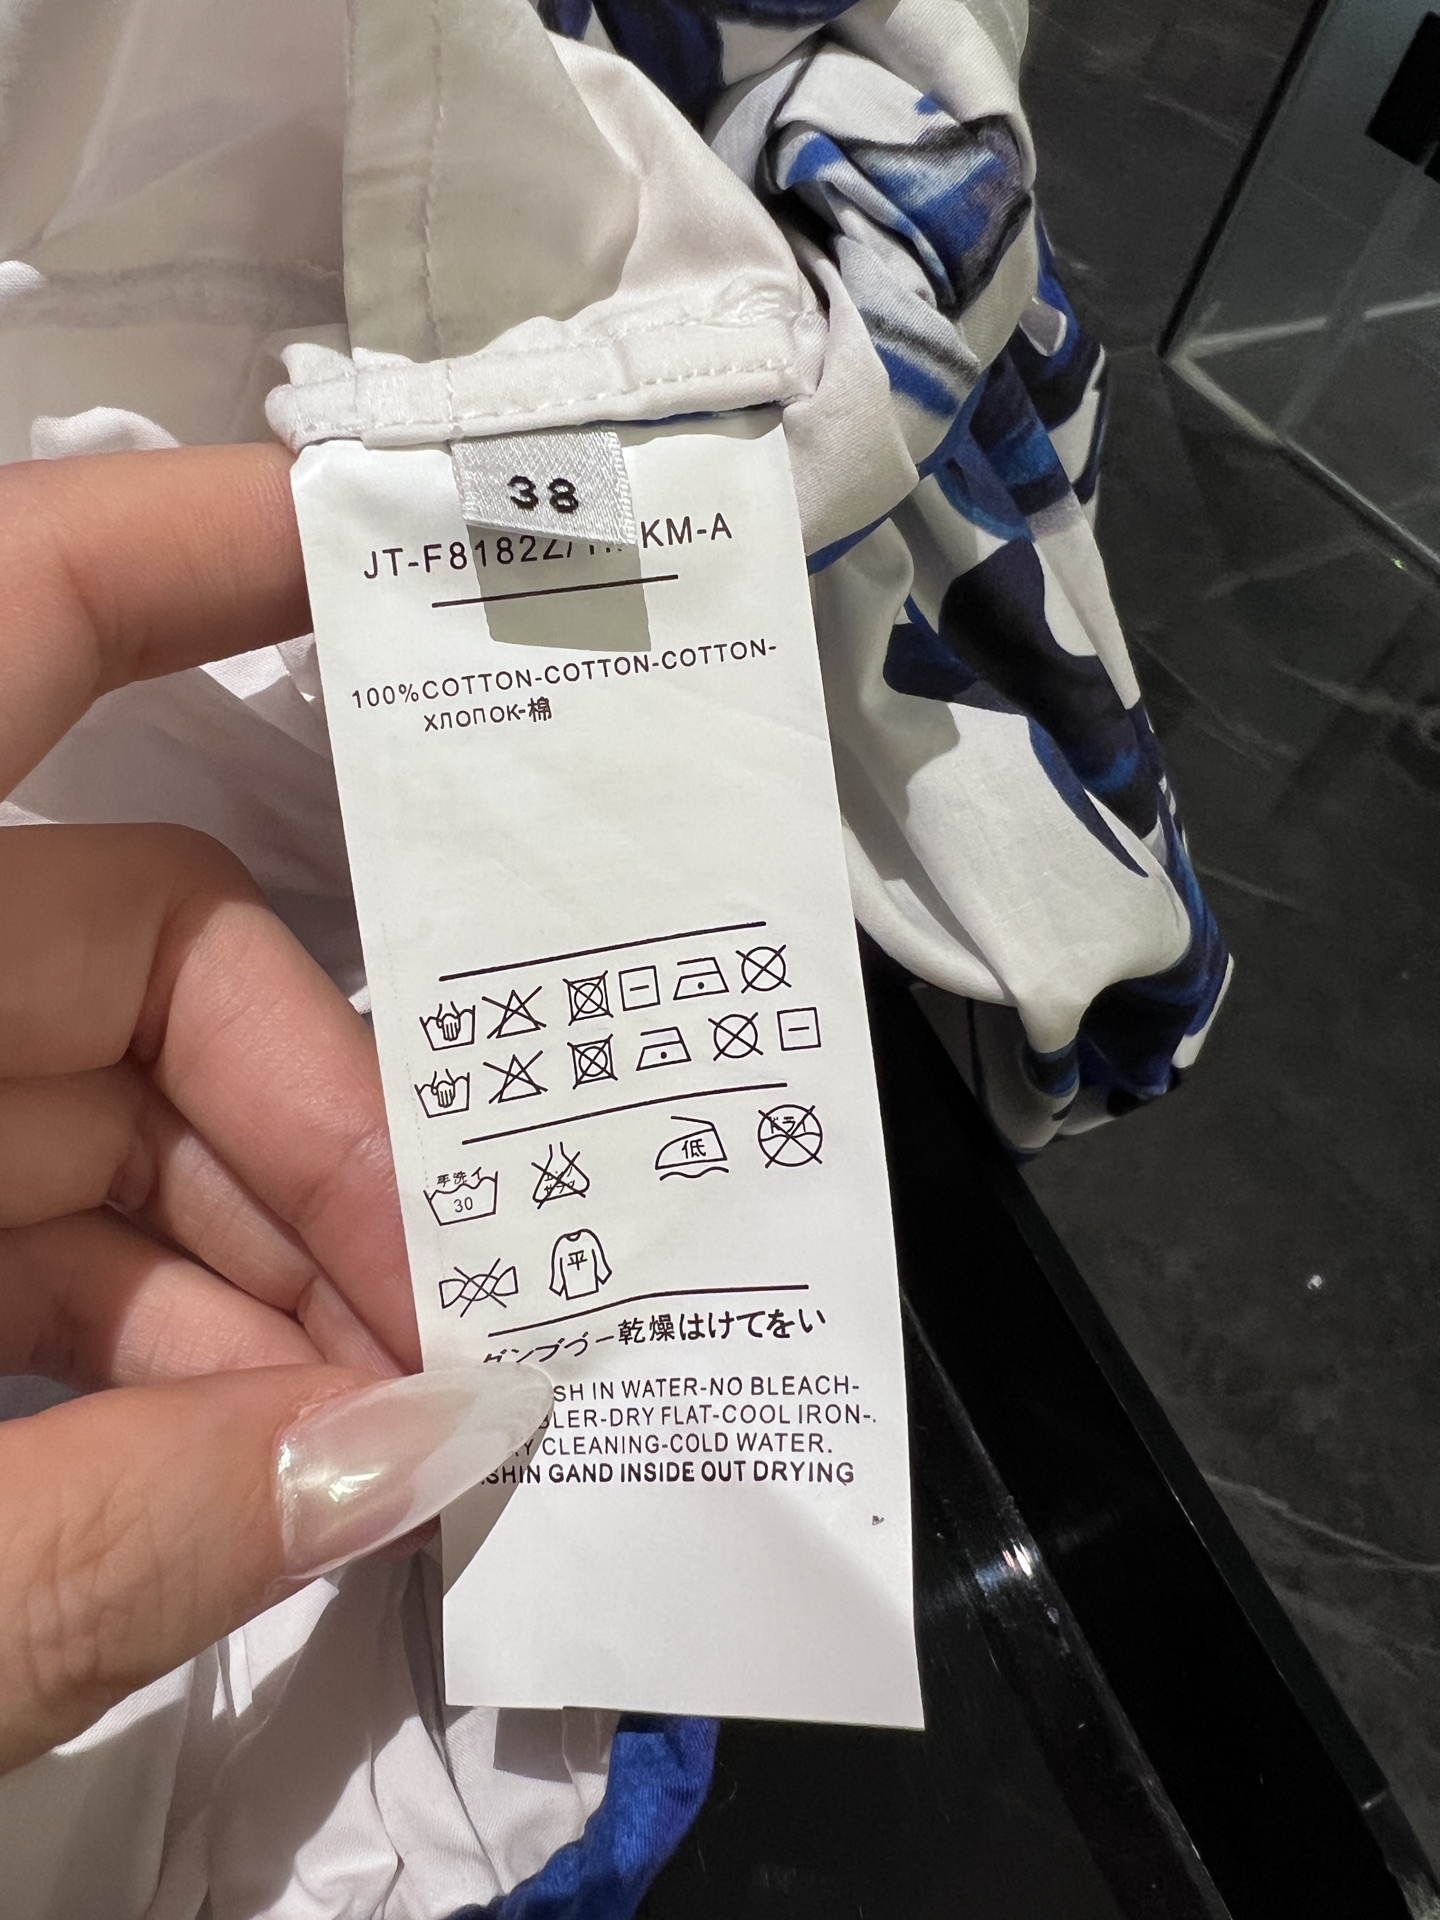 38
JT-F8182Z/ KM-A
100%COTTON-COTTON-COTTON-
ХЛОПОК-棉
低
ドライ
手洗イ
30
平
乾燥はけてをい
SH IN WATER-NO BLEACH-
BLER-DRY FLAT-COOL IRON-.
RY CLEANING-COLD WATER.
SHIN GAND INSIDE OUT DRYING